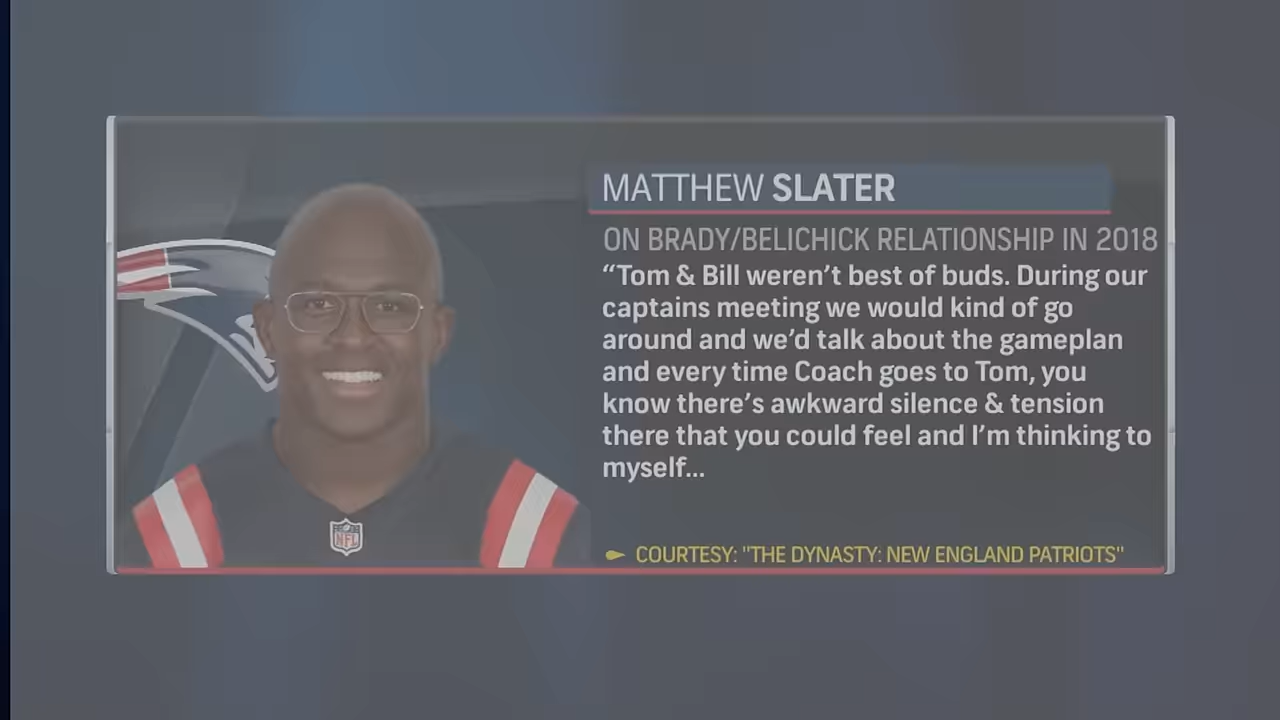 MATTHEW SLATER
ON BRADY/BELICHICK RELATIONSHIP IN 2018
“Tom & Bill weren’t best of buds. During our
captains meeting we would kind of go
around and we’d talk about the gameplan
and every time Coach goes to Tom, you
know there’s awkward silence & tension
there that you could feel and I’m thinking to
myself...
COURTESY: "THE DYNASTY: NEW ENGLAND PATRIOTS"
NFL